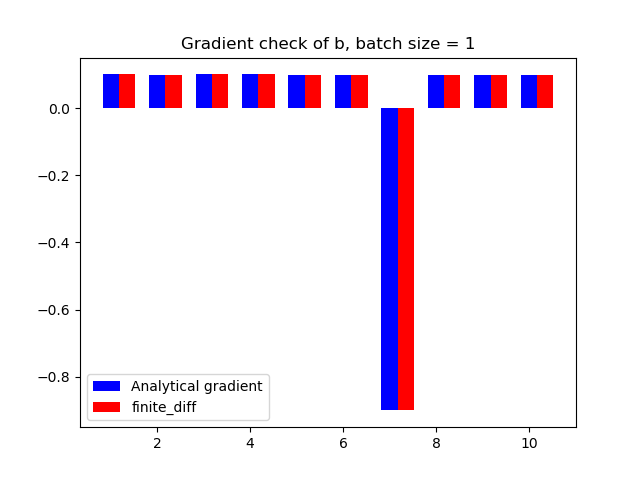 Gradient check of b, batch size = 1
0.0
−0.2
−0.4
−0.6
−0.8
Analytical gradient
finite_diff
2 4 6 8 10